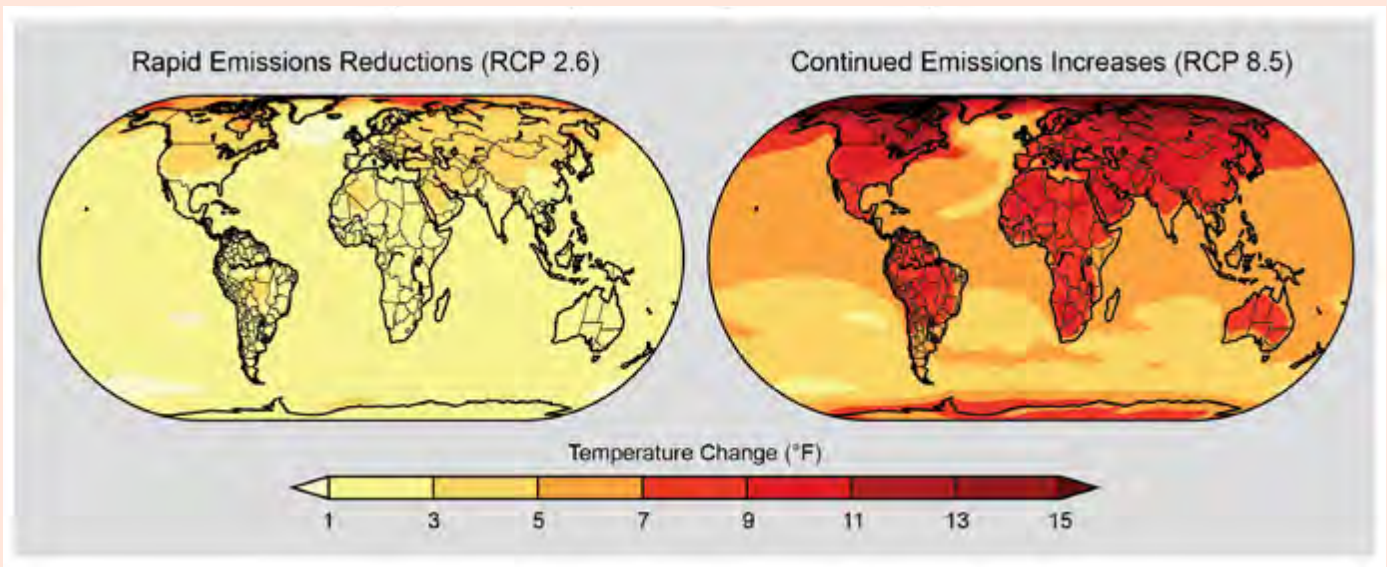 Rapid Emissions Reductions (RCP 2.6)
Continued Emissions Increases (RCP 8.5)
Temperature Change (°F)
1 3 5 7 9 11 13 15